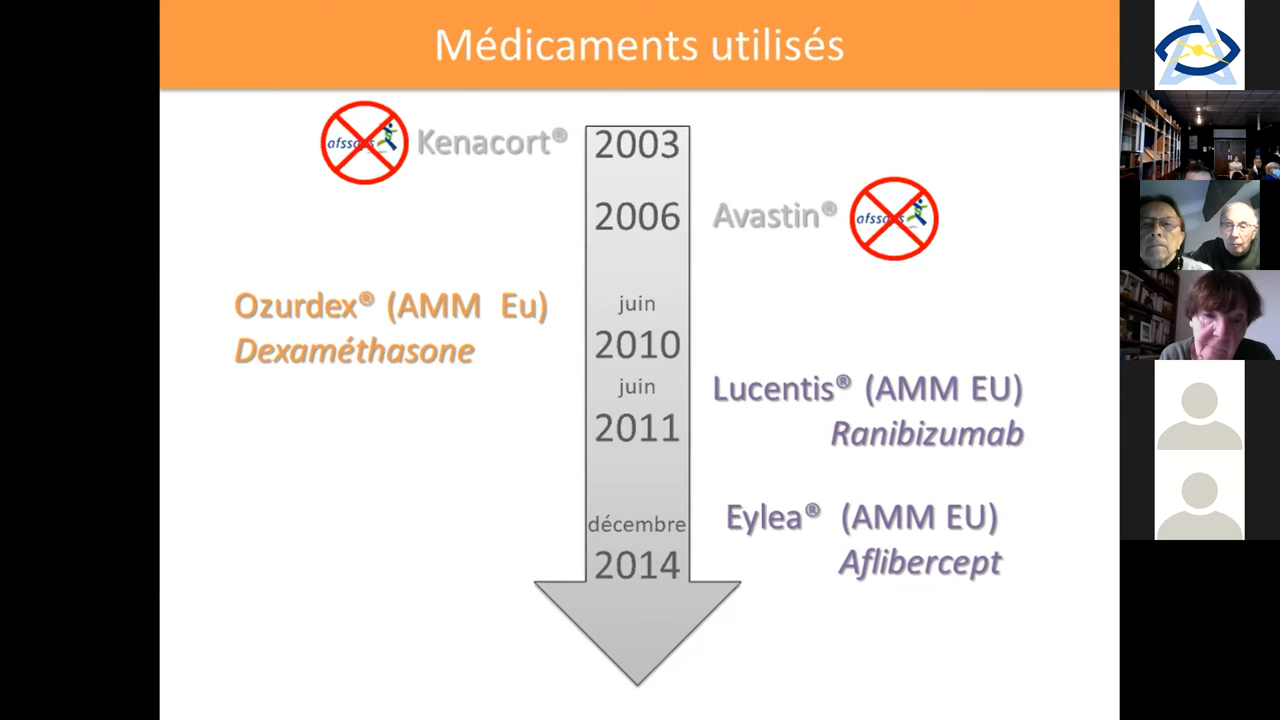 Médicaments utilisés
afssaps Kenacort® 2003
2006 Avastin® afssaps
Ozurdex® (AMM Eu)
Dexaméthasone
juin
2010
juin
2011
Lucentis® (AMM EU)
Ranibizumab
décembre
2014
Eylea® (AMM EU)
Aflibercept